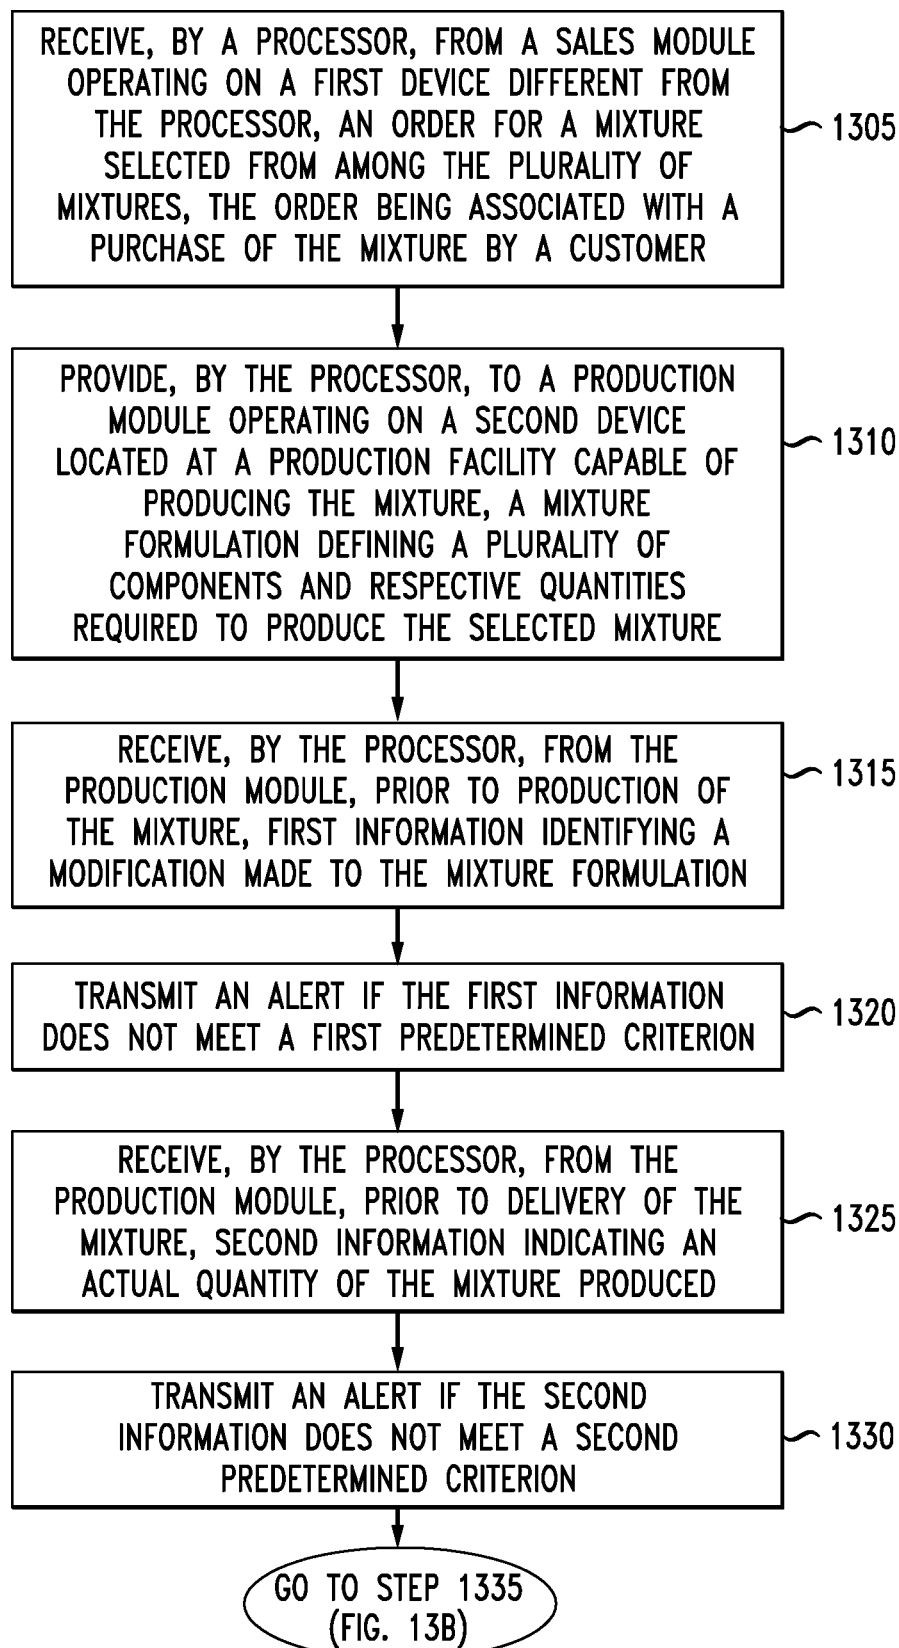 RECEIVE, BY A PROCESSOR, FROM A SALES MODULE
OPERATING ON A FIRST DEVICE DIFFERENT FROM
THE PROCESSOR, AN ORDER FOR A MIXTURE
SELECTED FROM AMONG THE PLURALITY OF
MIXTURES, THE ORDER BEING ASSOCIATED WITH A
PURCHASE OF THE MIXTURE BY A CUSTOMER
1305
PROVIDE, BY THE PROCESSOR, TO A PRODUCTION
MODULE OPERATING ON A SECOND DEVICE
LOCATED AT A PRODUCTION FACILITY CAPABLE OF
PRODUCING THE MIXTURE, A MIXTURE
FORMULATION DEFINING A PLURALITY OF
COMPONENTS AND RESPECTIVE QUANTITIES
REQUIRED TO PRODUCE THE SELECTED MIXTURE
1310
RECEIVE, BY THE PROCESSOR, FROM THE
PRODUCTION MODULE, PRIOR TO PRODUCTION OF
THE MIXTURE, FIRST INFORMATION IDENTIFYING A
MODIFICATION MADE TO THE MIXTURE FORMULATION
1315
TRANSMIT AN ALERT IF THE FIRST INFORMATION
DOES NOT MEET A FIRST PREDETERMINED CRITERION
1320
RECEIVE, BY THE PROCESSOR, FROM THE
PRODUCTION MODULE, PRIOR TO DELIVERY OF THE
MIXTURE, SECOND INFORMATION INDICATING AN
ACTUAL QUANTITY OF THE MIXTURE PRODUCED
1325
TRANSMIT AN ALERT IF THE SECOND
INFORMATION DOES NOT MEET A SECOND
PREDETERMINED CRITERION
1330
GO TO STEP 1335
(FIG. 13B)